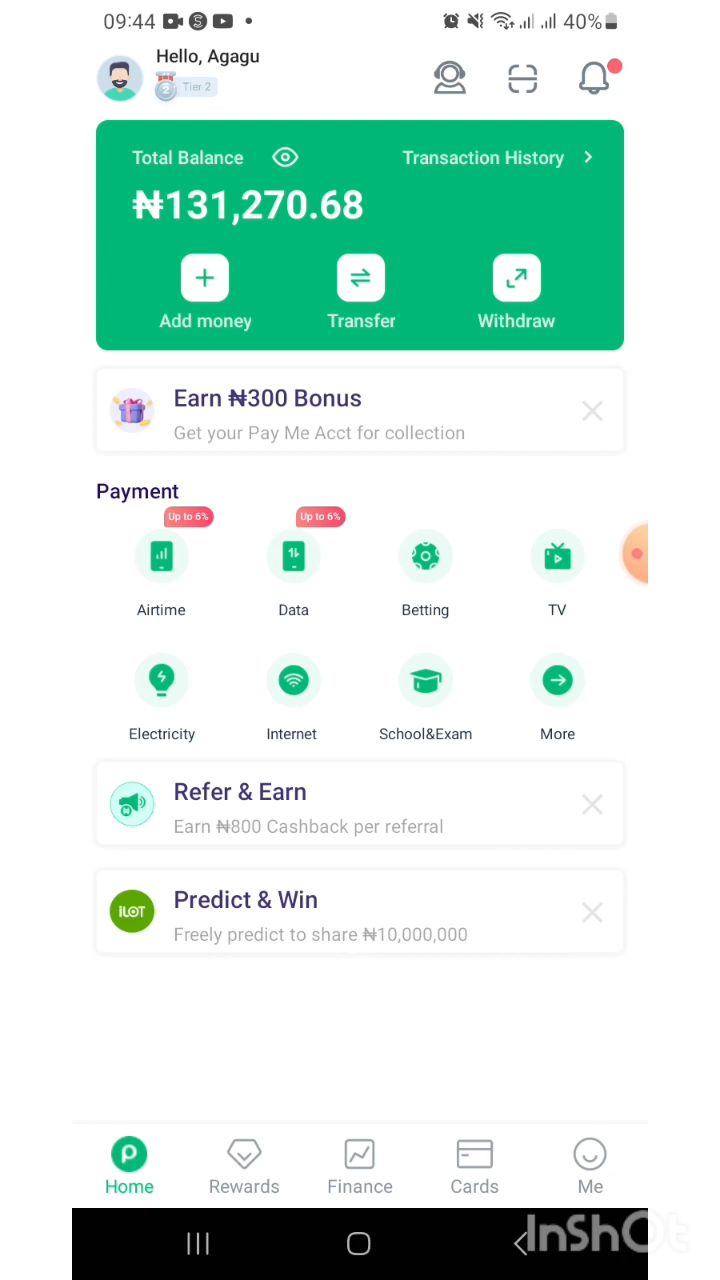 09:44 40%
Hello, Agagu
2 Tier 2
Total Balance Transaction History
₦131,270.68
Add money Transfer Withdraw
Earn ₦300 Bonus
Get your Pay Me Acct for collection
Payment
Up to 6% Up to 6%
Airtime Data Betting TV
Electricity Internet School&Exam More
Refer & Earn
Earn ₦800 Cashback per referral
Predict & Win
iLOT
Freely predict to share ₦10,000,000
Home Rewards Finance Cards Me
InShOt